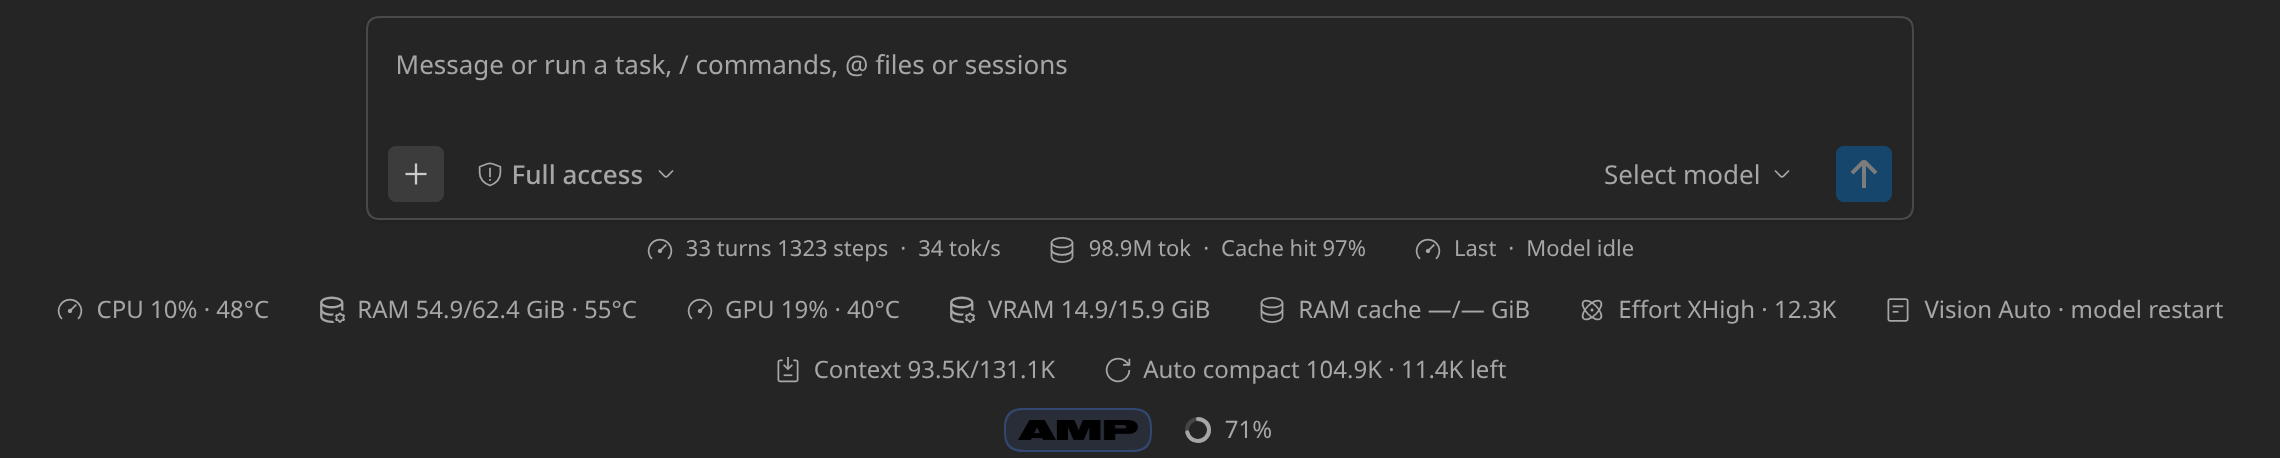 Message or run a task, / commands, @ files or sessions
Full access
Select model
33 turns 1323 steps · 34 tok/s
98.9M tok · Cache hit 97%
Last · Model idle
CPU 10% · 48°C
RAM 54.9/62.4 GiB · 55°C
GPU 19% · 40°C
VRAM 14.9/15.9 GiB
RAM cache —/— GiB
Effort XHigh · 12.3K
Vision Auto · model restart
Context 93.5K/131.1K
Auto compact 104.9K · 11.4K left
AMP
71%